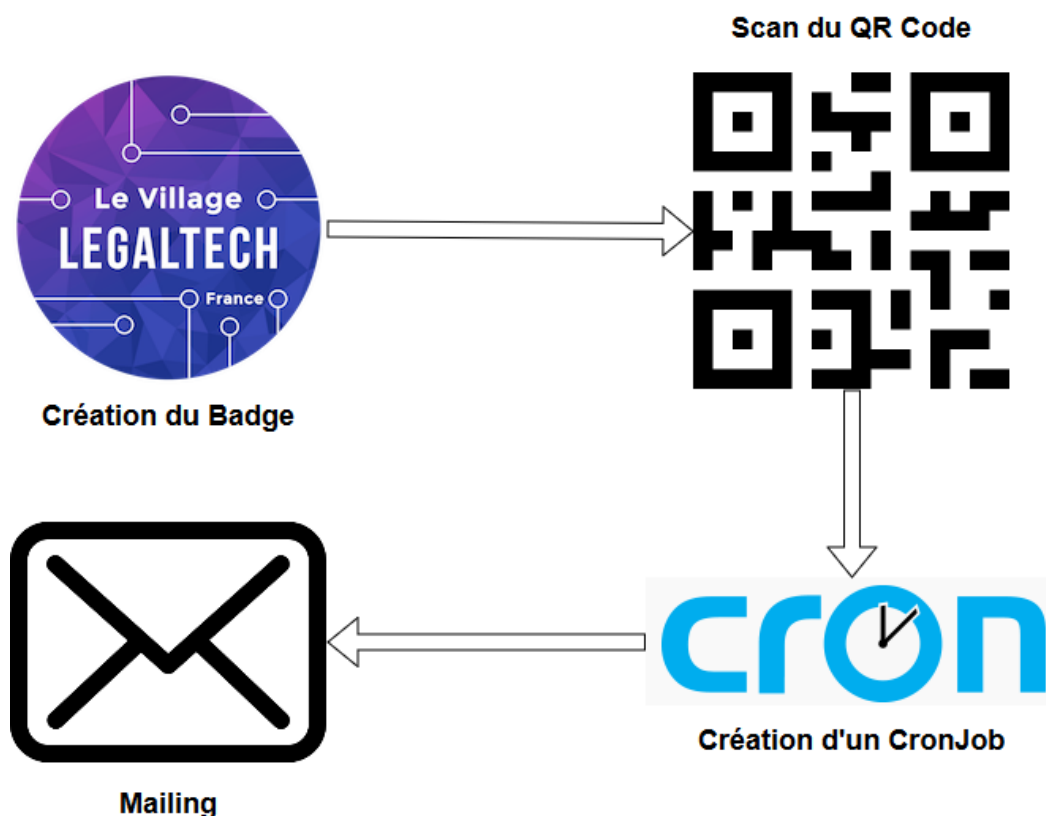 Scan du QR Code
Le Village
LEGALTECH
France
Création du Badge
cron
Création d'un CronJob
Mailing